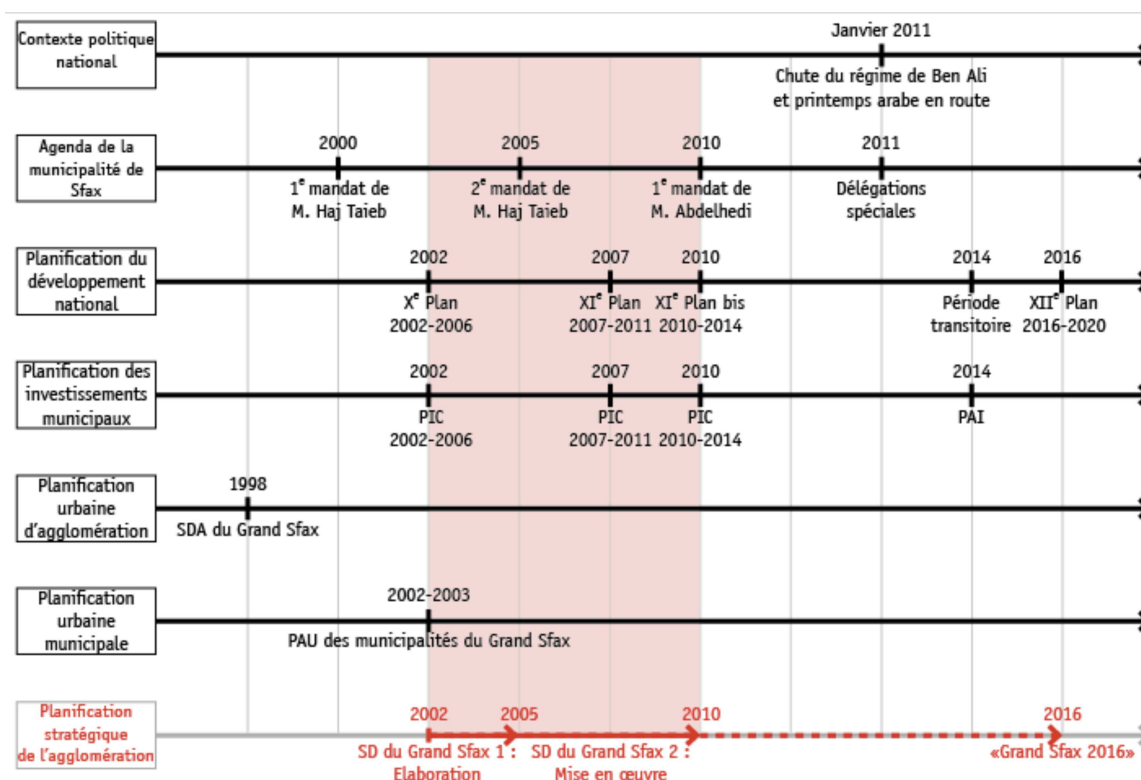 Contexte politique
national
Janvier 2011
Chute du régime de Ben Ali
et printemps arabe en route
Agenda de la
municipalité de
Sfax
2000
1e mandat de
M. Haj Taieb
2005
2e mandat de
M. Haj Taieb
2010
1e mandat de
M. Abdelhedi
2011
Délégations
spéciales
Planification du
développement
national
2002
Xe Plan
2002-2006
2007
XIe Plan
2007-2011
2010
XIe Plan bis
2010-2014
2014
Période
transitoire
2016
XIIe Plan
2016-2020
Planification des
investissements
municipaux
2002
PIC
2002-2006
2007
PIC
2007-2011
2010
PIC
2010-2014
2014
PAI
Planification
urbaine
d'agglomération
1998
SDA du Grand Sfax
Planification
urbaine
municipale
2002-2003
PAU des municipalités du Grand Sfax
Planification
stratégique
de l'agglomération
2002
SD du Grand Sfax 1 :
Elaboration
2005
SD du Grand Sfax 2 :
Mise en œuvre
2010
2016
«Grand Sfax 2016»